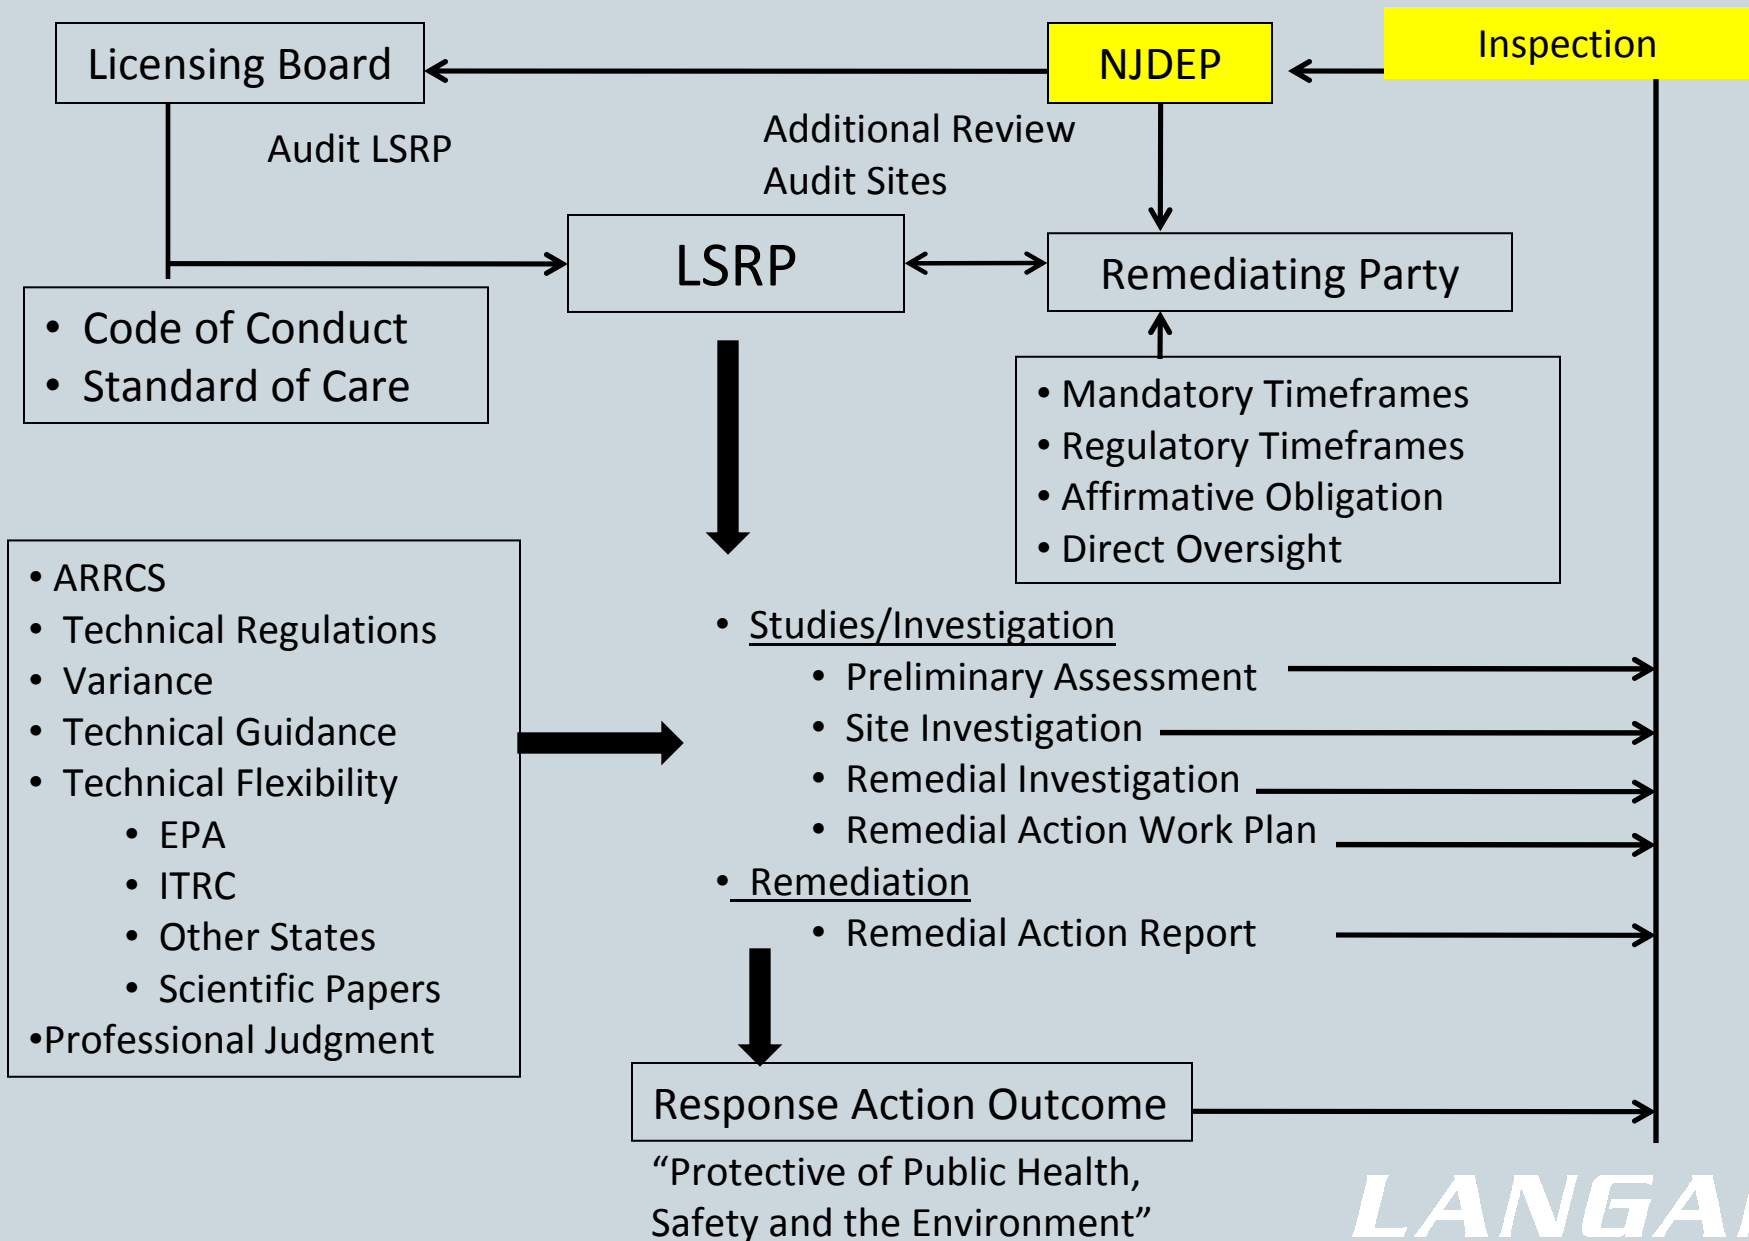 Licensing Board
NJDEP
Inspection
Audit LSRP
Additional Review
Audit Sites
LSRP
Remediating Party
• Code of Conduct
• Standard of Care
• Mandatory Timeframes
• Regulatory Timeframes
• Affirmative Obligation
• Direct Oversight
• ARRCS
• Technical Regulations
• Variance
• Technical Guidance
• Technical Flexibility
• EPA
• ITRC
• Other States
• Scientific Papers
•Professional Judgment
• Studies/Investigation
• Preliminary Assessment
• Site Investigation
• Remedial Investigation
• Remedial Action Work Plan
• Remediation
• Remedial Action Report
Response Action Outcome
“Protective of Public Health,
Safety and the Environment”
LANGA